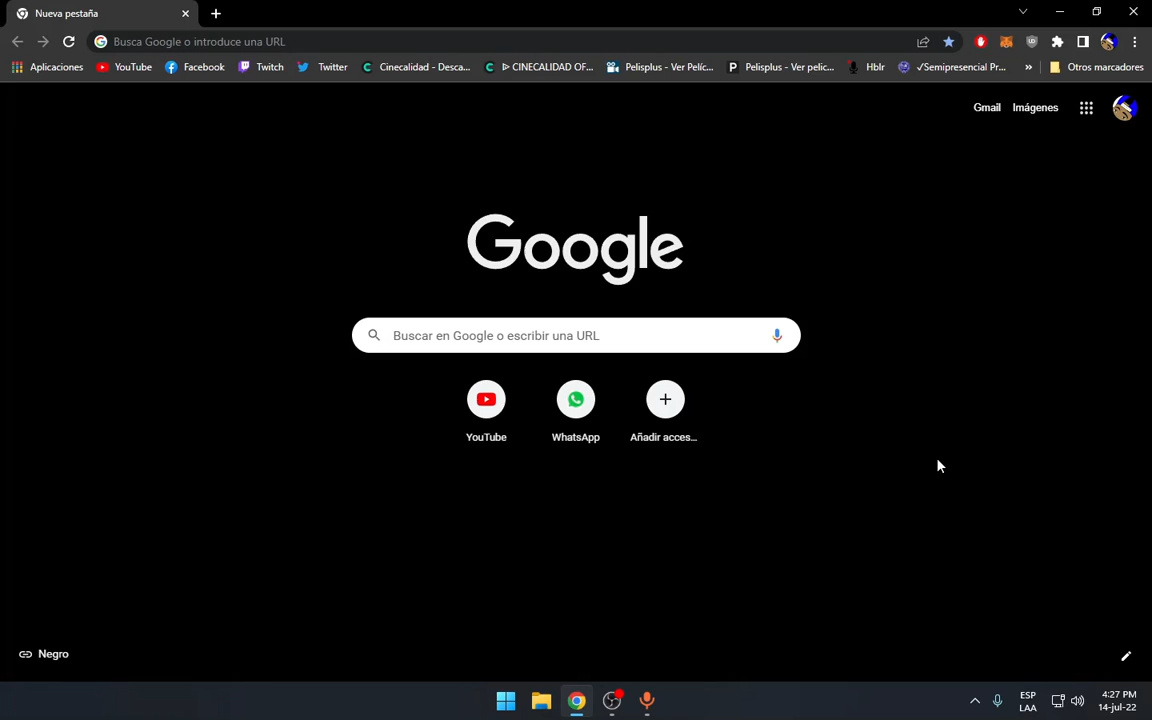 Nueva pestaña
Busca Google o introduce una URL
Aplicaciones YouTube Facebook Twitch Twitter Cinecalidad - Desca... ᐅ CINECALIDAD OF... Pelisplus - Ver Pelíc... Pelisplus - Ver pelic... Hblr ✓Semipresencial Pr... » Otros marcadores
Gmail Imágenes
Google
Buscar en Google o escribir una URL
YouTube WhatsApp Añadir acces...
Negro
ESP 4:27 PM
LAA 14-jul-22